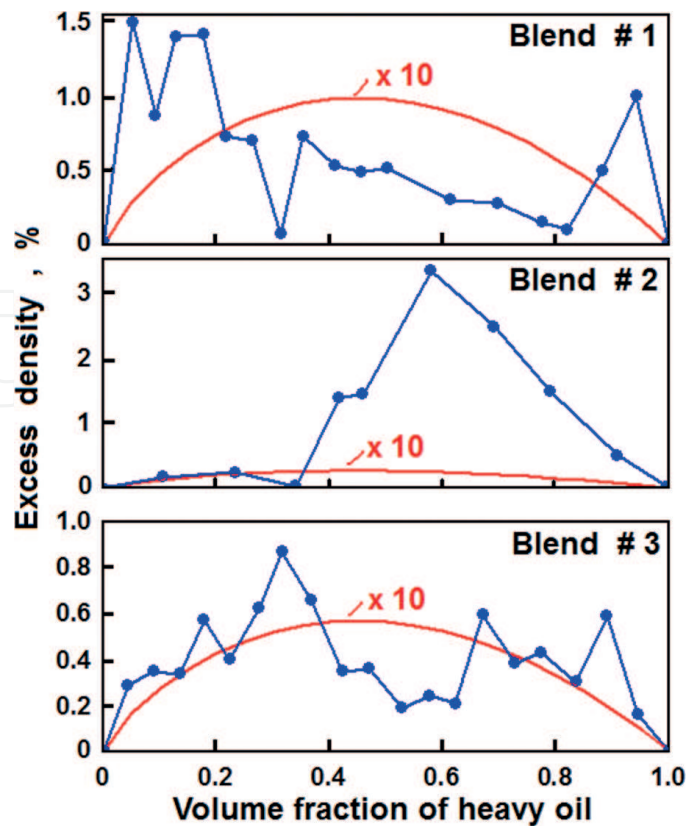 1.5
Blend # 1
x 10
1.0
0.5
0
Blend # 2
3
2
x 10
1
0
Excess density , %
1.0
Blend # 3
0.8
x 10
0.6
0.4
0.2
0
0 0.2 0.4 0.6 0.8 1.0
Volume fraction of heavy oil